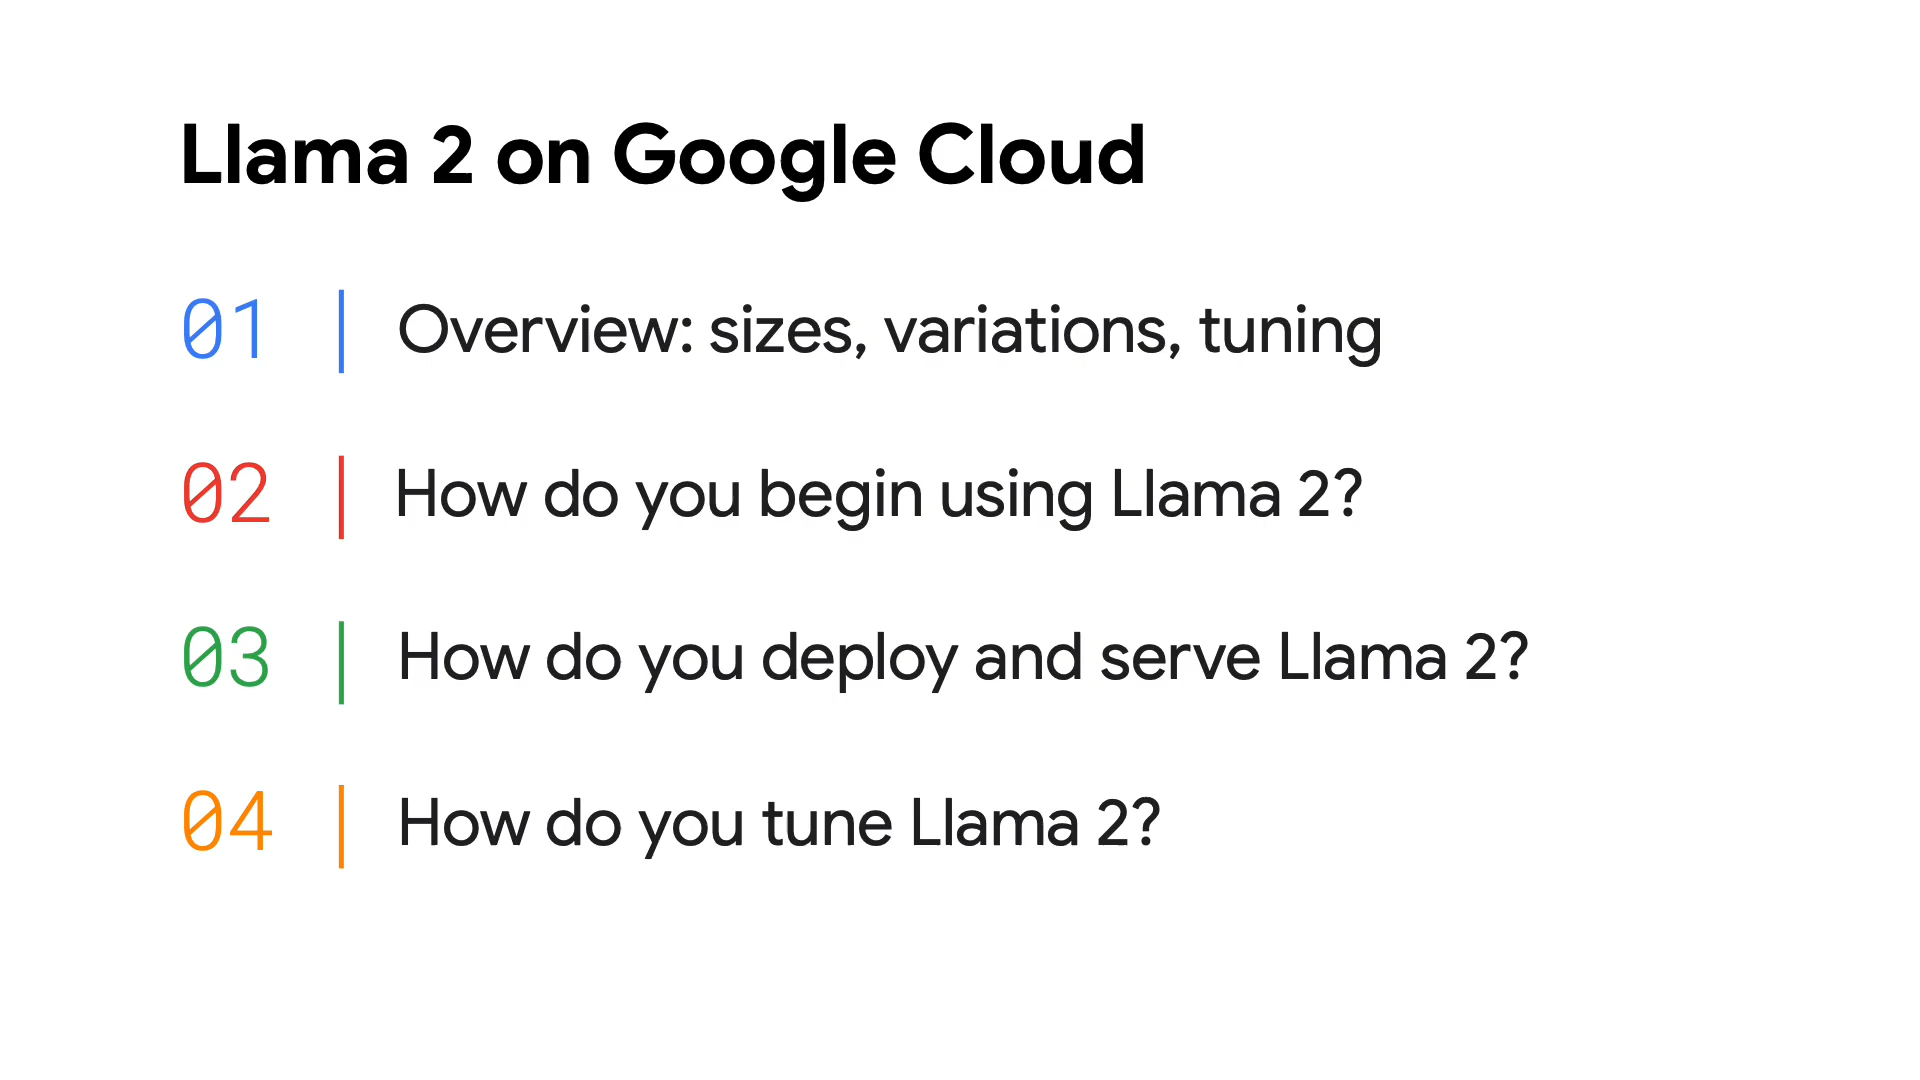 Llama 2 on Google Cloud
01 | Overview: sizes, variations, tuning
02 | How do you begin using Llama 2?
03 | How do you deploy and serve Llama 2?
04 | How do you tune Llama 2?